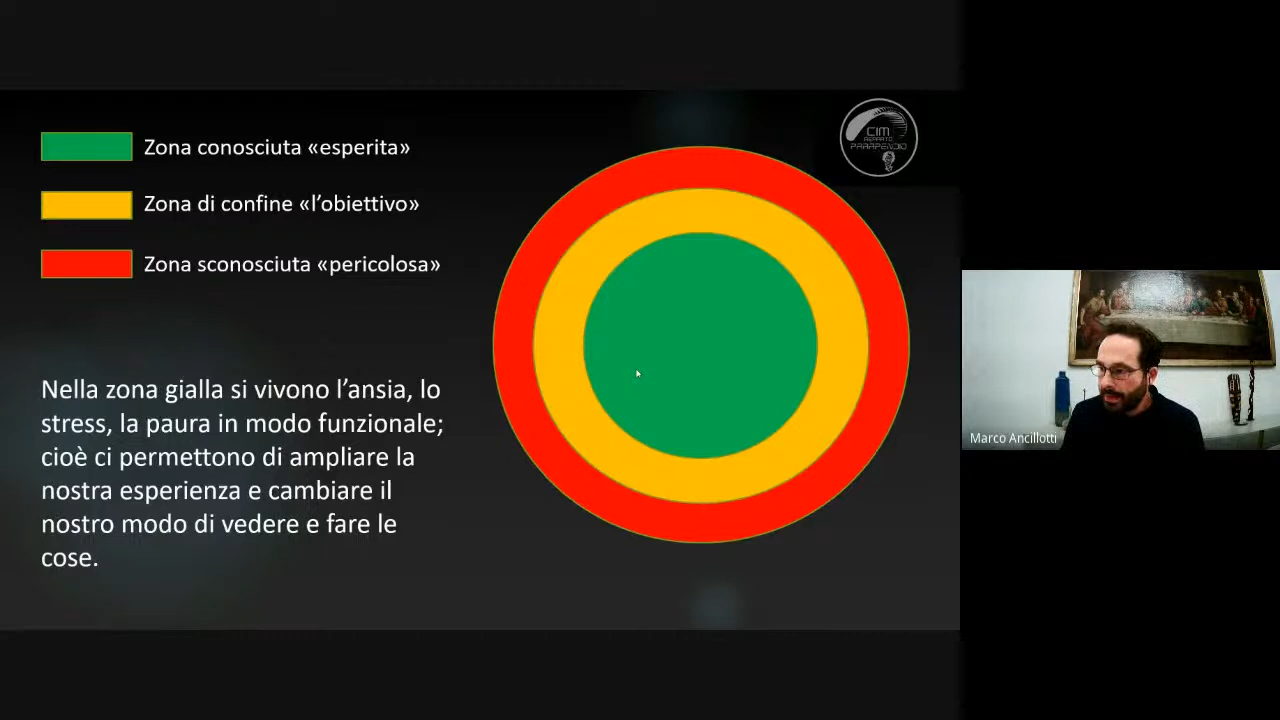 Zona conosciuta «esperita»
Zona di confine «l’obiettivo»
Zona sconosciuta «pericolosa»
Nella zona gialla si vivono l’ansia, lo
stress, la paura in modo funzionale;
cioè ci permettono di ampliare la
nostra esperienza e cambiare il
nostro modo di vedere e fare le
cose.
CIM
REPARTO
PARAPENDIO
Marco Ancillotti